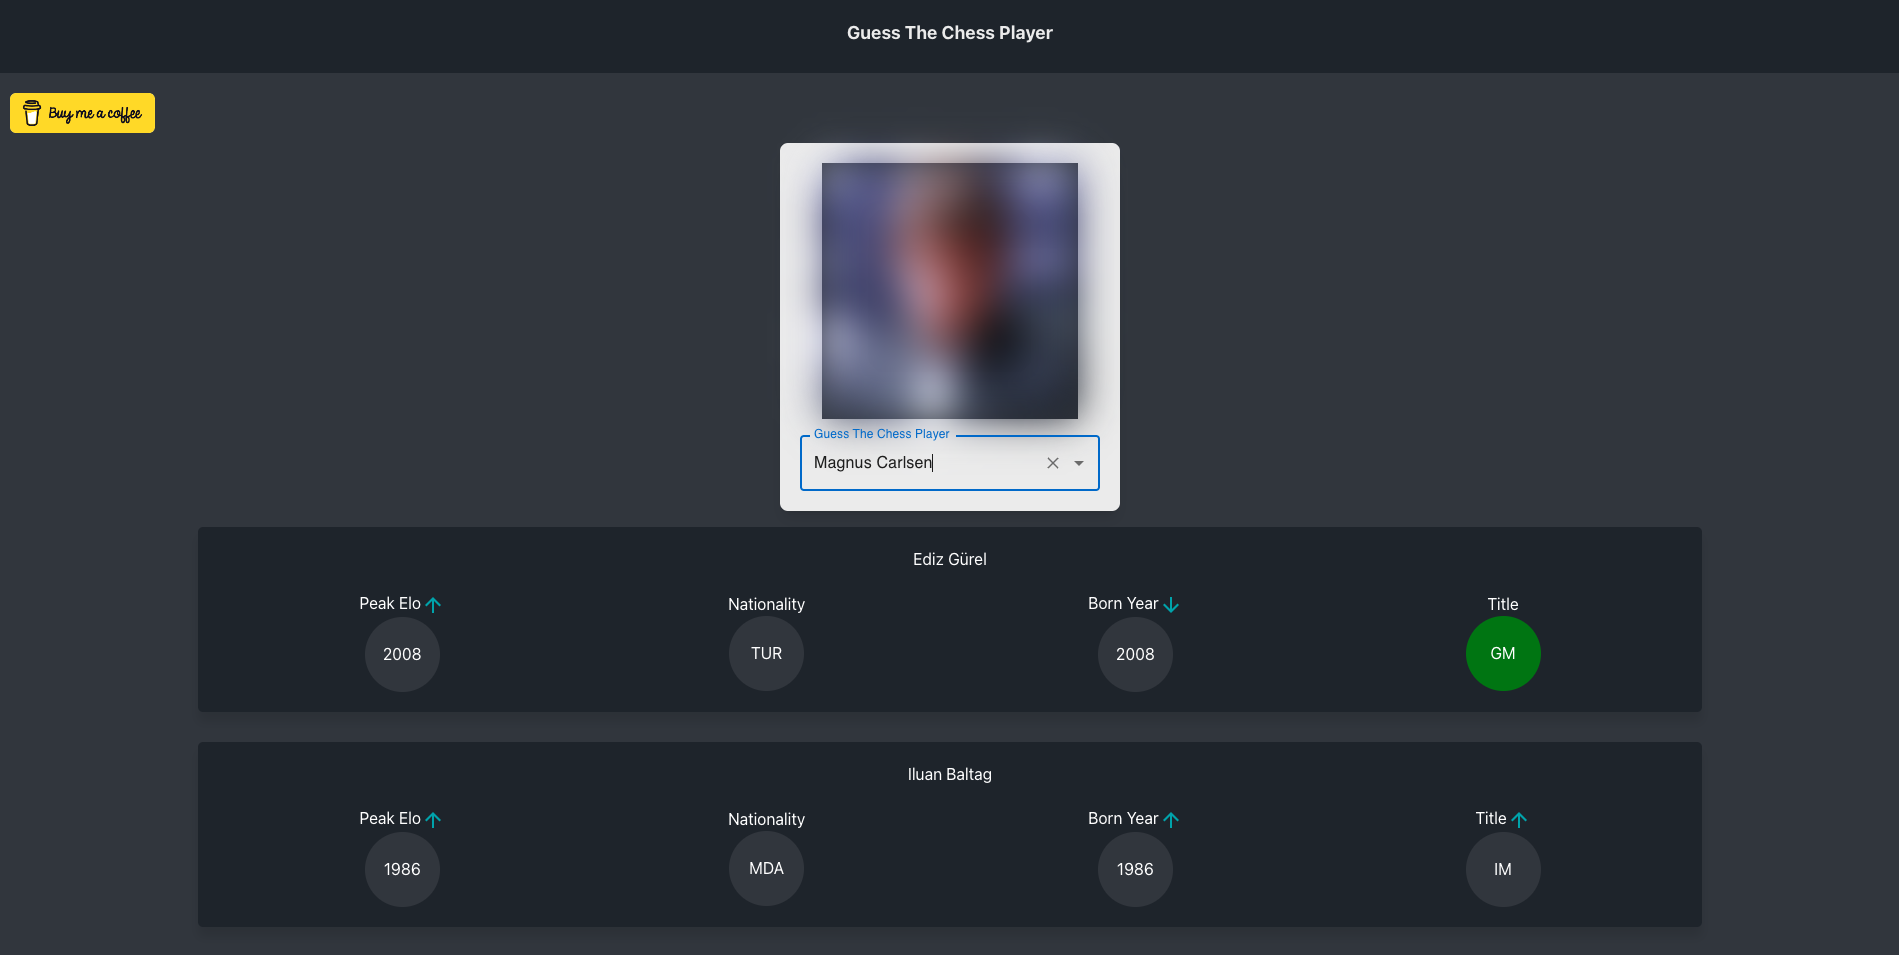 Guess The Chess Player
Buy me a coffee
Guess The Chess Player
Magnus Carlsen
Ediz Gürel
Peak Elo Nationality Born Year Title
2008 TUR 2008 GM
Iluan Baltag
Peak Elo Nationality Born Year Title
1986 MDA 1986 IM